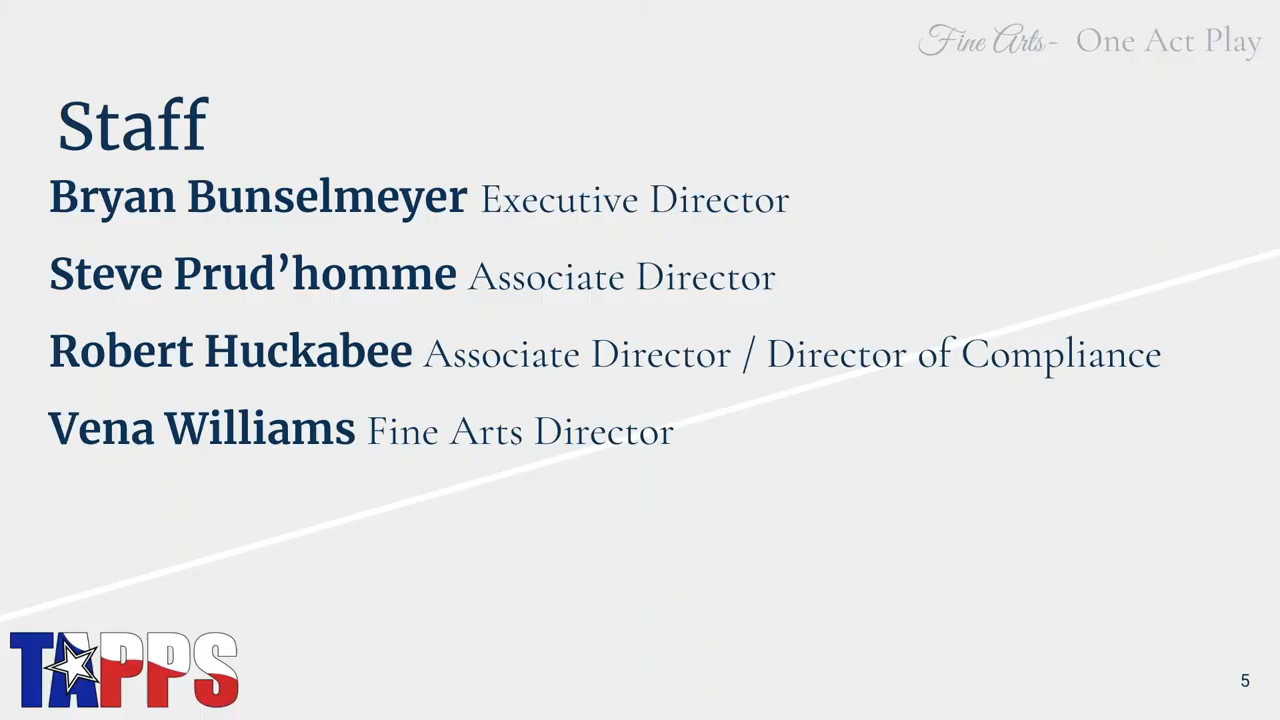 Fine Arts- One Act Play
Staff
Bryan Bunselmeyer Executive Director
Steve Prud’homme Associate Director
Robert Huckabee Associate Director / Director of Compliance
Vena Williams Fine Arts Director
TAPPS
5